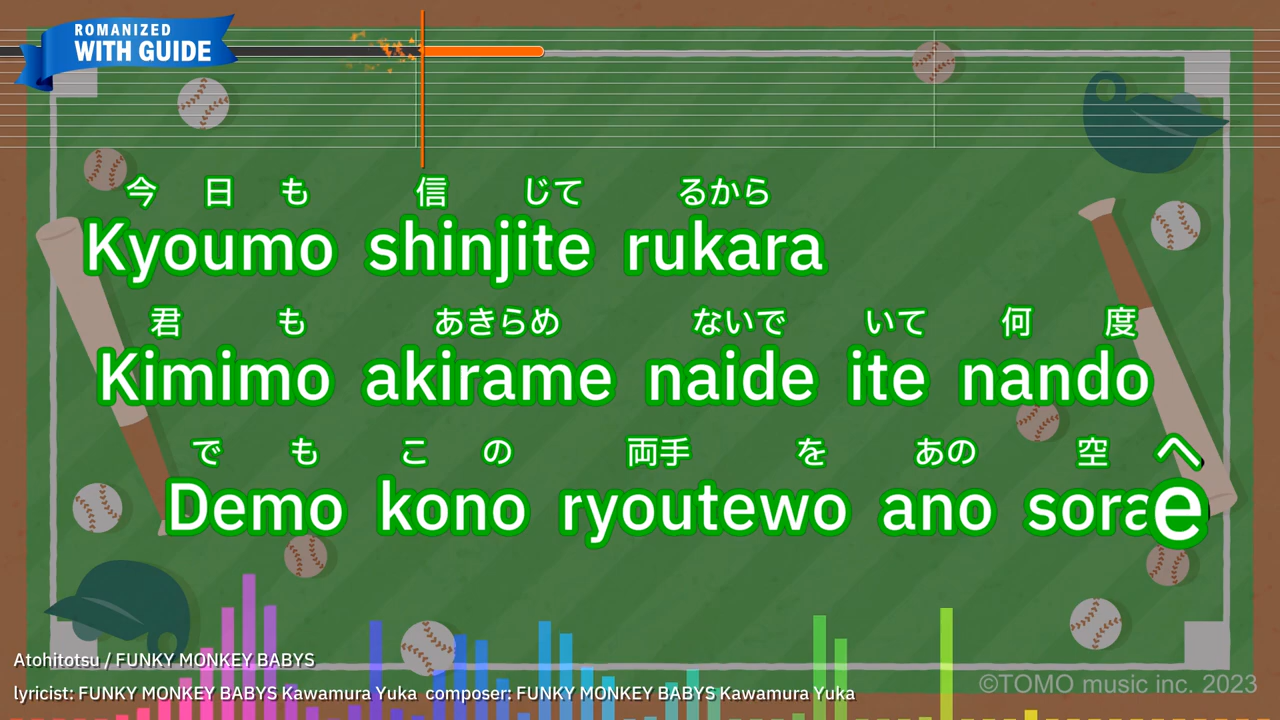 ROMANIZED
WITH GUIDE
今日も 信じて るから
Kyoumo shinjite rukara
君も あきらめ ないで いて 何度
Kimimo akirame naide ite nando
でも この 両手を あの 空へ
Demo kono ryoutewo ano sorae
Atohitotsu / FUNKY MONKEY BABYS
lyricist: FUNKY MONKEY BABYS Kawamura Yuka composer: FUNKY MONKEY BABYS Kawamura Yuka
©TOMO music inc. 2023